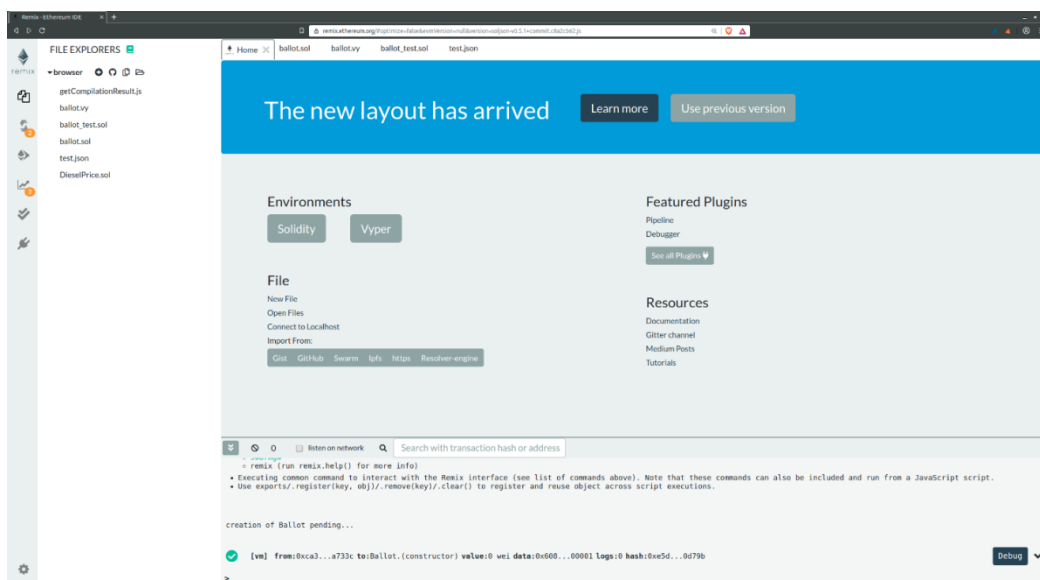 Remix - Ethereum IDE
remix.ethereum.org/#optimize=false&evmVersion=null&version=soljson-v0.5.1+commit.c8a2cb62.js
remix
FILE EXPLORERS
browser
getCompilationResult.js
ballot.vy
ballot_test.sol
ballot.sol
test.json
DieselPrice.sol
Home ballot.sol ballot.vy ballot_test.sol test.json
The new layout has arrived Learn more Use previous version
Environments
Solidity Vyper
File
New File
Open Files
Connect to Localhost
Import From:
Gist GitHub Swarm Ipfs https Resolver-engine
Featured Plugins
Pipeline
Debugger
See all Plugins
Resources
Documentation
Gitter channel
Medium Posts
Tutorials
0 listen on network Search with transaction hash or address
remix (run remix.help() for more info)
• Executing common command to interact with the Remix interface (see list of commands above). Note that these commands can also be included and run from a JavaScript script.
• Use exports/.register(key, obj)/.remove(key)/.clear() to register and reuse object across script executions.
creation of Ballot pending...
[vm] from:0xca3...a733c to:Ballot.(constructor) value:0 wei data:0x608...00001 logs:0 hash:0xe5d...0d79b Debug
>